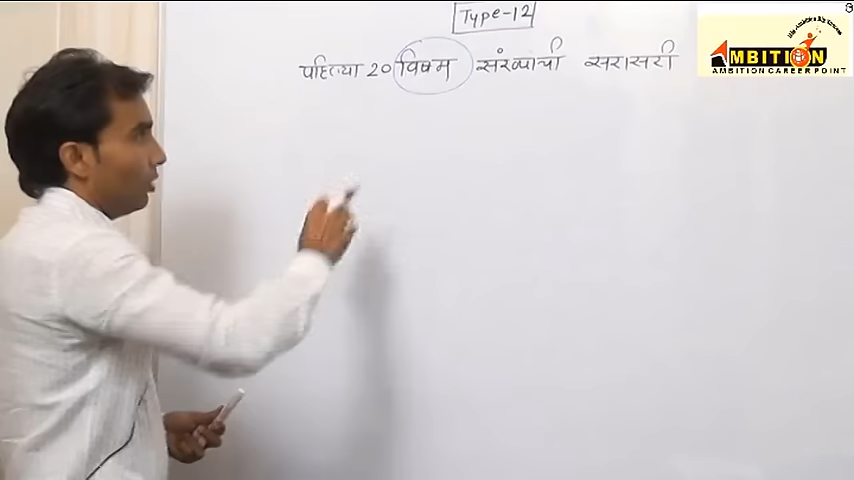 Type-12
पहिल्या 20 विषम संख्यांची सरासरी
AMBITION
AMBITION CAREER POINT